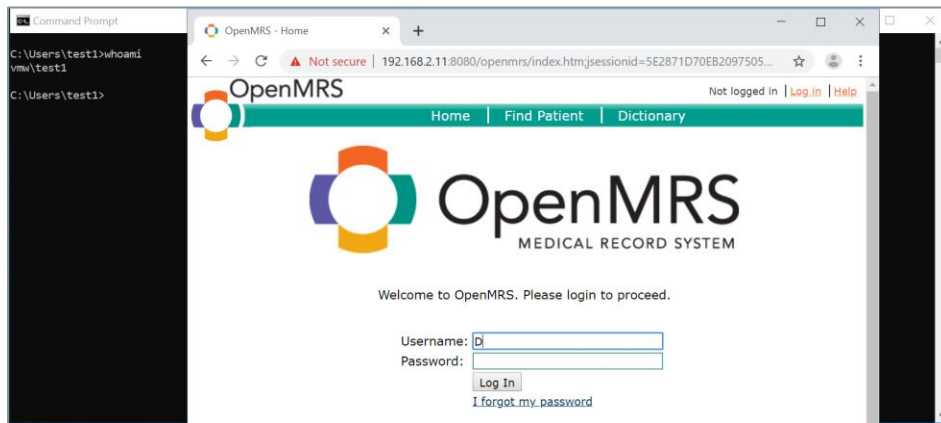 Command Prompt
C:\Users\test1>whoami
vmw\test1
C:\Users\test1>
OpenMRS - Home
Not secure | 192.168.2.11:8080/openmrs/index.htm;jsessionid=5E2871D70EB2097505...
OpenMRS
Not logged in | Log in | Help
Home | Find Patient | Dictionary
OpenMRS
MEDICAL RECORD SYSTEM
Welcome to OpenMRS. Please login to proceed.
Username: D
Password:
Log In
I forgot my password